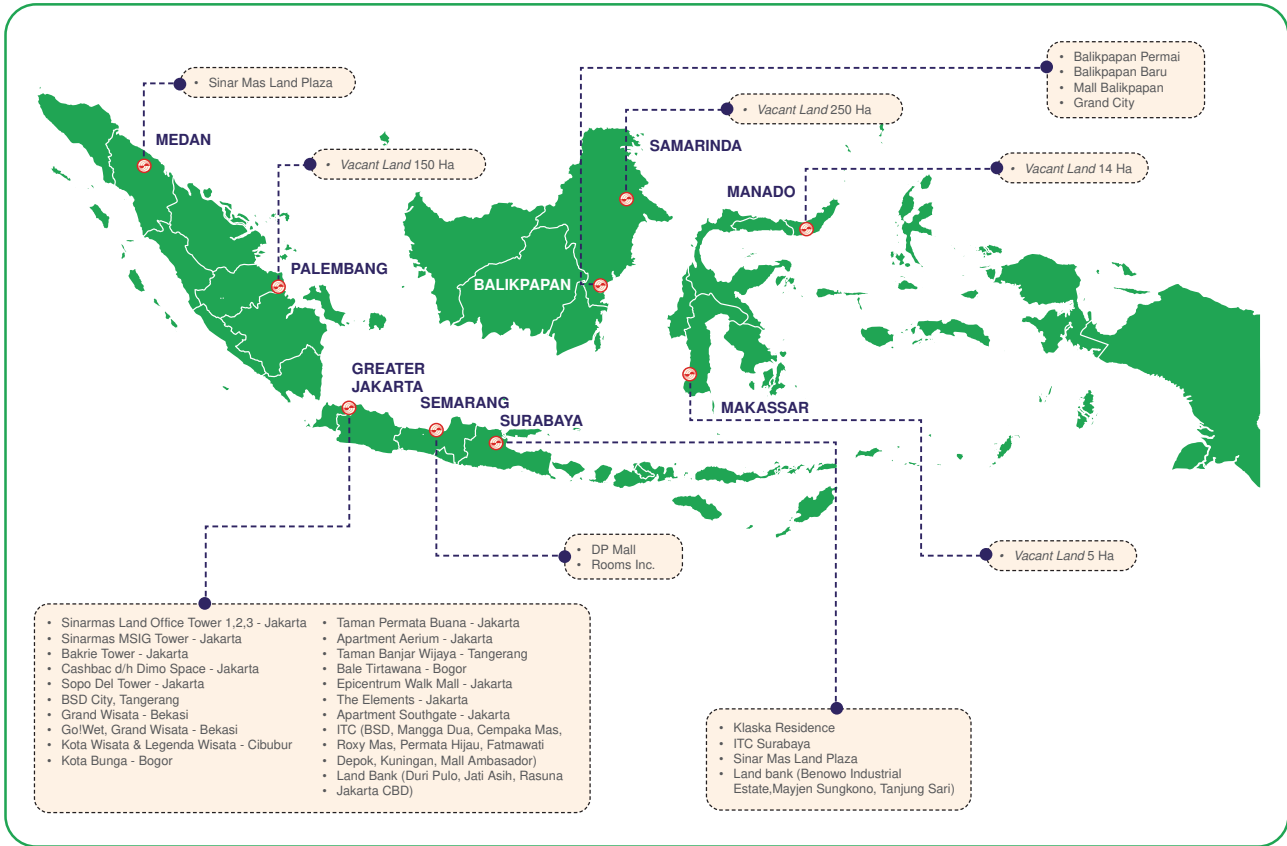 • Sinar Mas Land Plaza
MEDAN
• Vacant Land 150 Ha
PALEMBANG
• Balikpapan Permai
• Balikpapan Baru
• Mall Balikpapan
• Grand City
• Vacant Land 250 Ha
SAMARINDA
• Vacant Land 14 Ha
MANADO
BALIKPAPAN
GREATER
JAKARTA
SEMARANG
SURABAYA
MAKASSAR
• DP Mall
• Rooms Inc.
• Vacant Land 5 Ha
• Sinarmas Land Office Tower 1,2,3 - Jakarta
• Sinarmas MSIG Tower - Jakarta
• Bakrie Tower - Jakarta
• Cashbac d/h Dimo Space - Jakarta
• Sopo Del Tower - Jakarta
• BSD City, Tangerang
• Grand Wisata - Bekasi
• Go!Wet, Grand Wisata - Bekasi
• Kota Wisata & Legenda Wisata - Cibubur
• Kota Bunga - Bogor
• Taman Permata Buana - Jakarta
• Apartment Aerium - Jakarta
• Taman Banjar Wijaya - Tangerang
• Bale Tirtawana - Bogor
• Epicentrum Walk Mall - Jakarta
• The Elements - Jakarta
• Apartment Southgate - Jakarta
• ITC (BSD, Mangga Dua, Cempaka Mas,
• Roxy Mas, Permata Hijau, Fatmawati
• Depok, Kuningan, Mall Ambasador)
• Land Bank (Duri Pulo, Jati Asih, Rasuna
• Jakarta CBD)
• Klaska Residence
• ITC Surabaya
• Sinar Mas Land Plaza
• Land bank (Benowo Industrial
Estate,Mayjen Sungkono, Tanjung Sari)